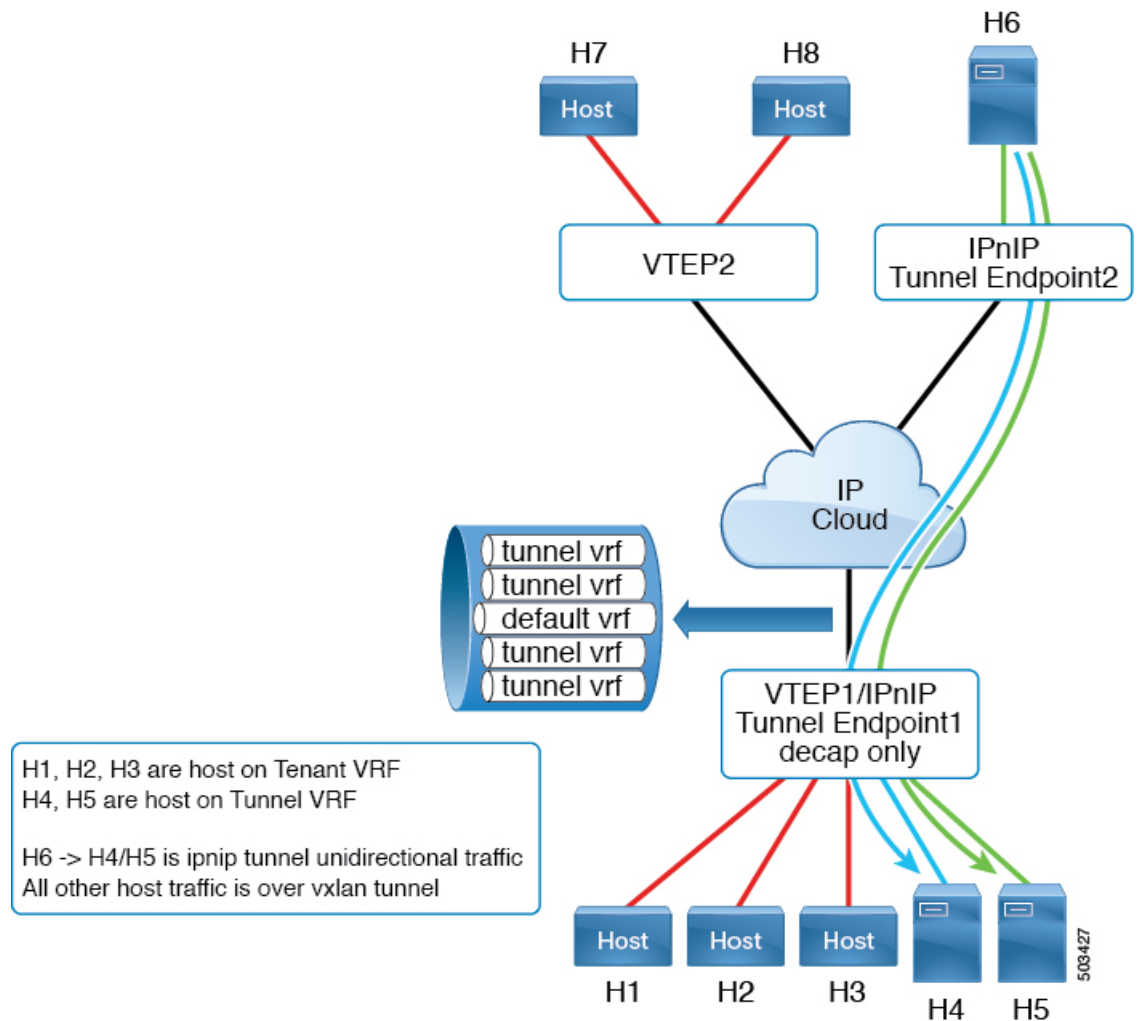 H6
H7
H8
Host
Host
VTEP2
IPnIP
Tunnel Endpoint2
IP
Cloud
tunnel vrf
tunnel vrf
default vrf
tunnel vrf
tunnel vrf
VTEP1/IPnIP
Tunnel Endpoint1
decap only
H1, H2, H3 are host on Tenant VRF
H4, H5 are host on Tunnel VRF
H6 -> H4/H5 is ipnip tunnel unidirectional traffic
All other host traffic is over vxlan tunnel
Host
Host
Host
H1
H2
H3
H4
H5
503427